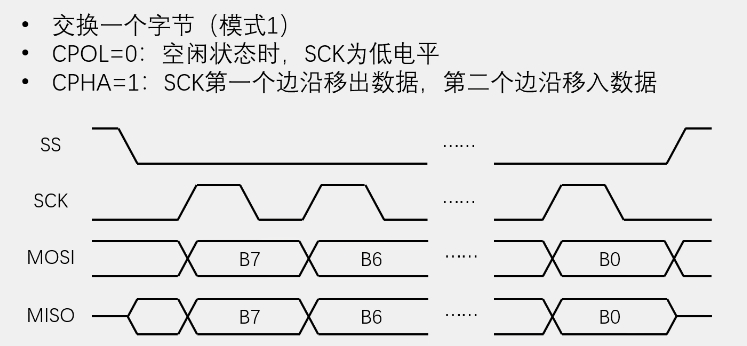 • 交换一个字节（模式1）
• CPOL=0：空闲状态时，SCK为低电平
• CPHA=1：SCK第一个边沿移出数据，第二个边沿移入数据
SS ……
SCK ……
MOSI B7 B6 …… B0
MISO B7 B6 …… B0